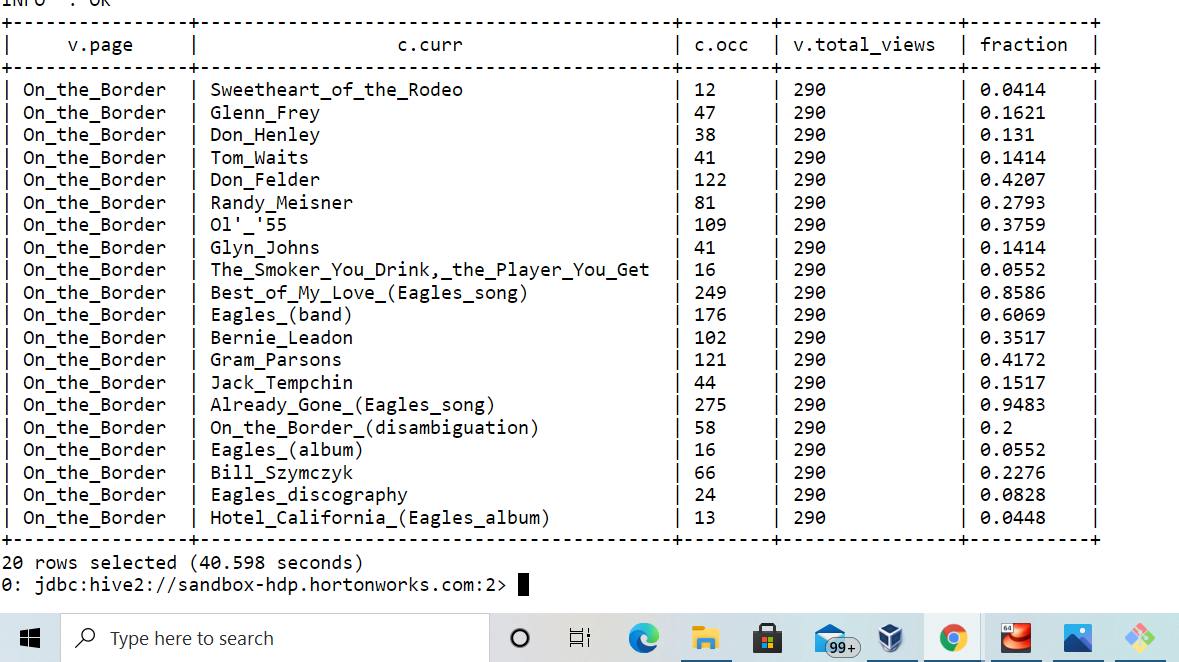 INFO : OK
+----------------+------------------------------------------+--------+----------------+-----------+
| v.page | c.curr | c.occ | v.total_views | fraction |
+----------------+------------------------------------------+--------+----------------+-----------+
| On_the_Border | Sweetheart_of_the_Rodeo | 12 | 290 | 0.0414 |
| On_the_Border | Glenn_Frey | 47 | 290 | 0.1621 |
| On_the_Border | Don_Henley | 38 | 290 | 0.131 |
| On_the_Border | Tom_Waits | 41 | 290 | 0.1414 |
| On_the_Border | Don_Felder | 122 | 290 | 0.4207 |
| On_the_Border | Randy_Meisner | 81 | 290 | 0.2793 |
| On_the_Border | Ol'_'55 | 109 | 290 | 0.3759 |
| On_the_Border | Glyn_Johns | 41 | 290 | 0.1414 |
| On_the_Border | The_Smoker_You_Drink,_the_Player_You_Get | 16 | 290 | 0.0552 |
| On_the_Border | Best_of_My_Love_(Eagles_song) | 249 | 290 | 0.8586 |
| On_the_Border | Eagles_(band) | 176 | 290 | 0.6069 |
| On_the_Border | Bernie_Leadon | 102 | 290 | 0.3517 |
| On_the_Border | Gram_Parsons | 121 | 290 | 0.4172 |
| On_the_Border | Jack_Tempchin | 44 | 290 | 0.1517 |
| On_the_Border | Already_Gone_(Eagles_song) | 275 | 290 | 0.9483 |
| On_the_Border | On_the_Border_(disambiguation) | 58 | 290 | 0.2 |
| On_the_Border | Eagles_(album) | 16 | 290 | 0.0552 |
| On_the_Border | Bill_Szymczyk | 66 | 290 | 0.2276 |
| On_the_Border | Eagles_discography | 24 | 290 | 0.0828 |
| On_the_Border | Hotel_California_(Eagles_album) | 13 | 290 | 0.0448 |
+----------------+------------------------------------------+--------+----------------+-----------+
20 rows selected (40.598 seconds)
0: jdbc:hive2://sandbox-hdp.hortonworks.com:2>
Type here to search
99+
64